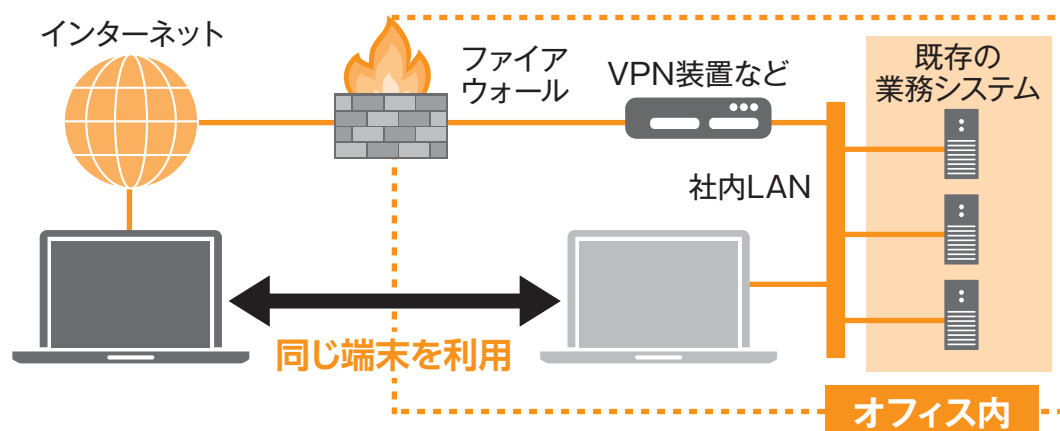 インターネット
ファイア
ウォール
VPN装置など
既存の
業務システム
社内LAN
同じ端末を利用
オフィス内